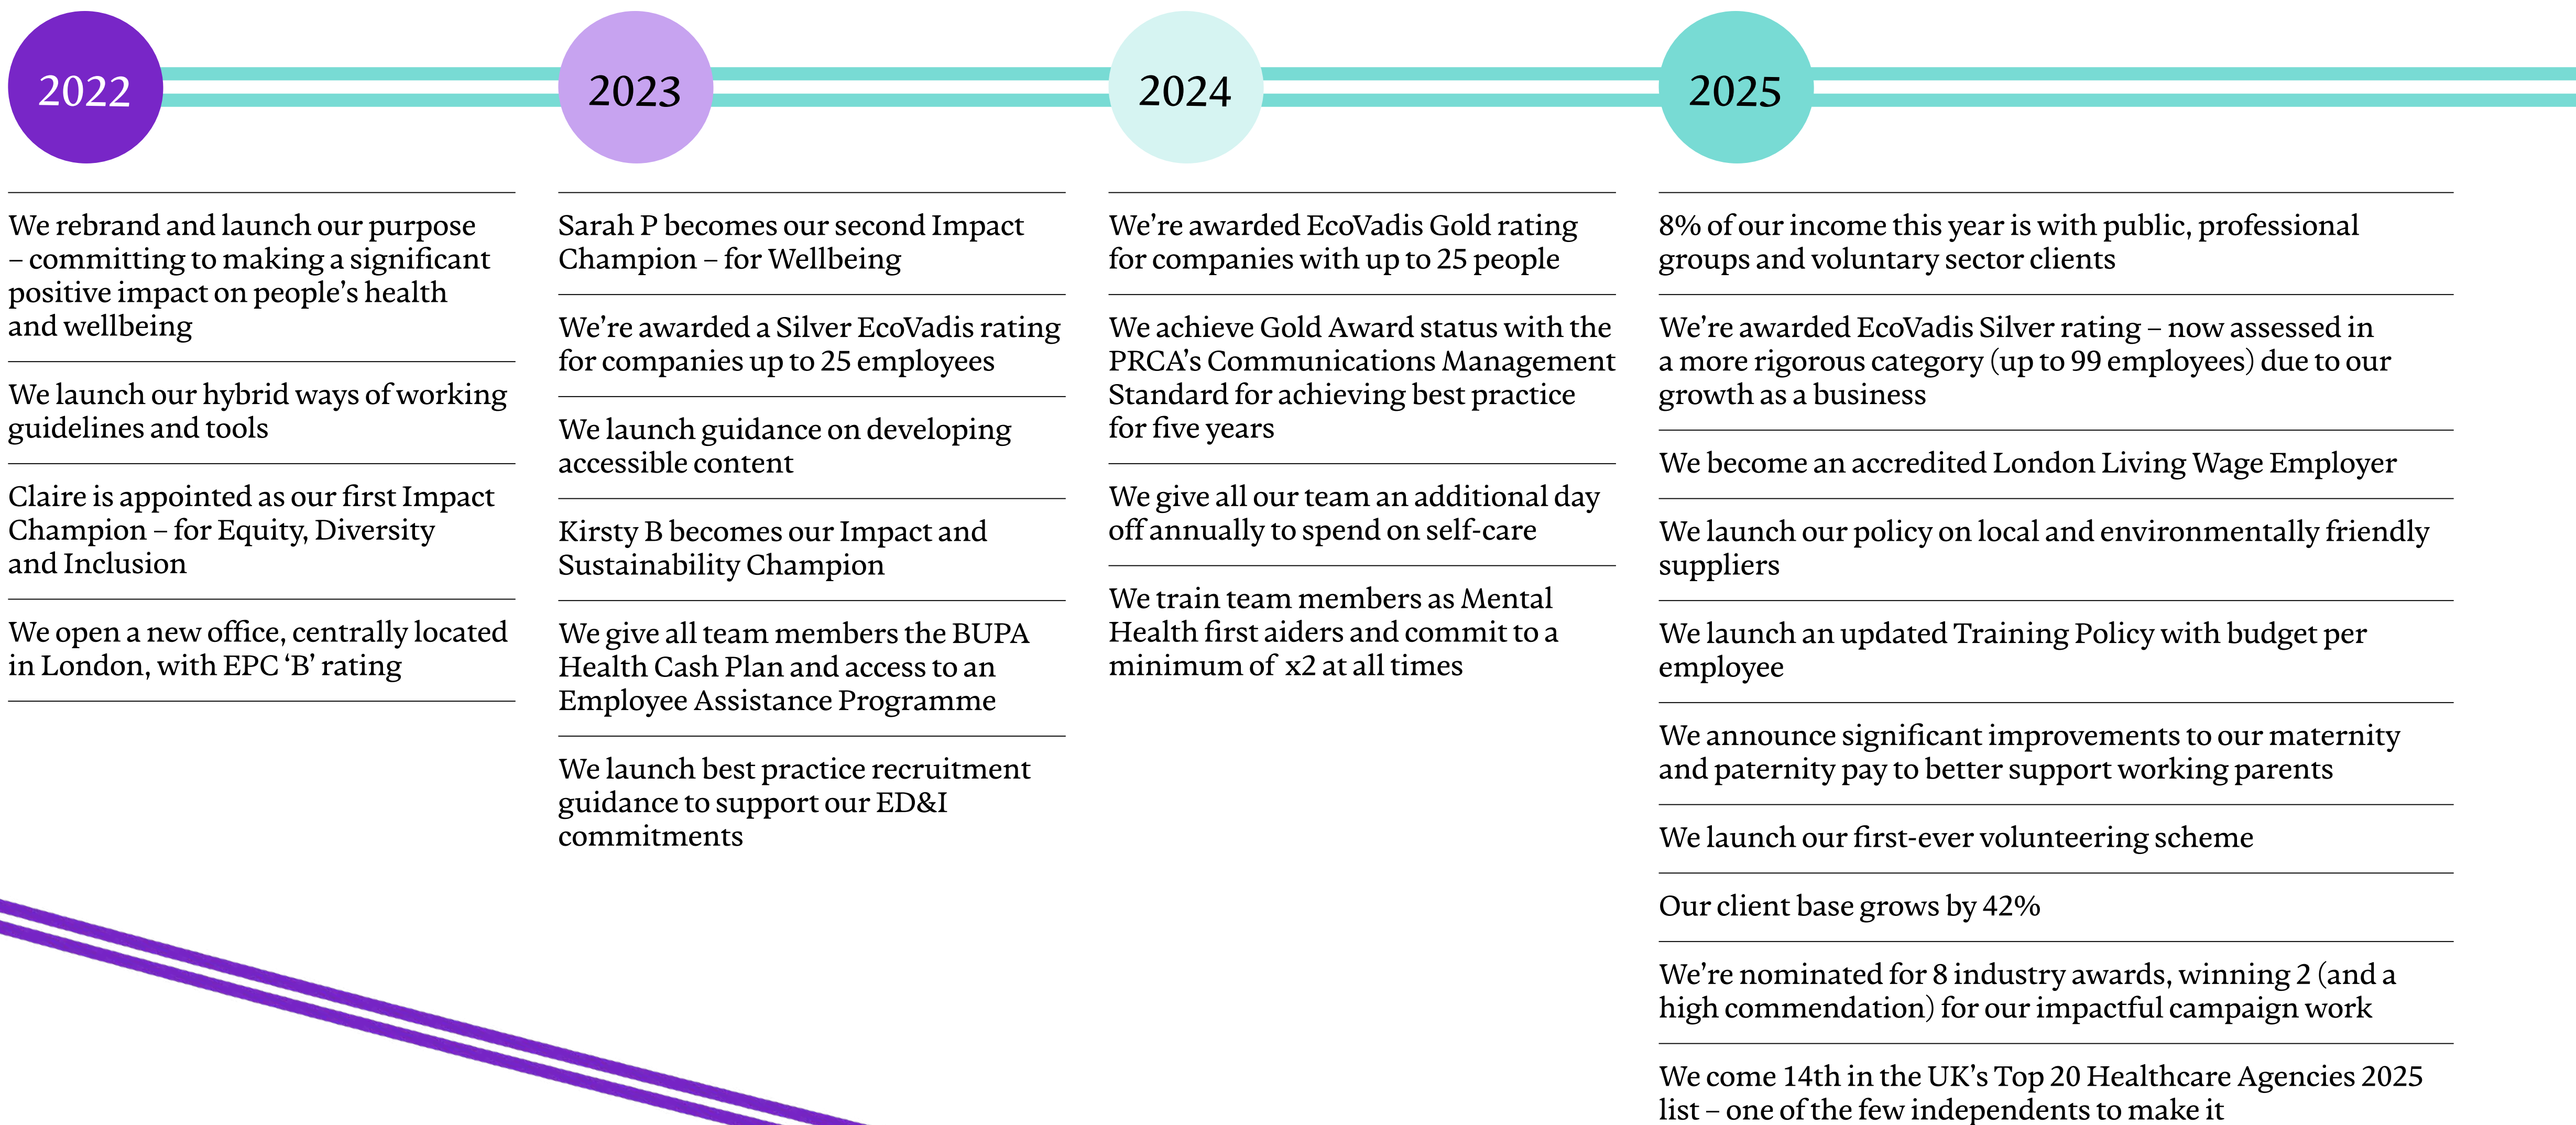 2022
We rebrand and launch our purpose
– committing to making a significant
positive impact on people’s health
and wellbeing
We launch our hybrid ways of working
guidelines and tools
Claire is appointed as our first Impact
Champion – for Equity, Diversity
and Inclusion
We open a new office, centrally located
in London, with EPC ‘B’ rating
2023
Sarah P becomes our second Impact
Champion – for Wellbeing
We’re awarded a Silver EcoVadis rating
for companies up to 25 employees
We launch guidance on developing
accessible content
Kirsty B becomes our Impact and
Sustainability Champion
We give all team members the BUPA
Health Cash Plan and access to an
Employee Assistance Programme
We launch best practice recruitment
guidance to support our ED&I
commitments
2024
We’re awarded EcoVadis Gold rating
for companies with up to 25 people
We achieve Gold Award status with the
PRCA’s Communications Management
Standard for achieving best practice
for five years
We give all our team an additional day
off annually to spend on self-care
We train team members as Mental
Health first aiders and commit to a
minimum of x2 at all times
2025
8% of our income this year is with public, professional
groups and voluntary sector clients
We’re awarded EcoVadis Silver rating – now assessed in
a more rigorous category (up to 99 employees) due to our
growth as a business
We become an accredited London Living Wage Employer
We launch our policy on local and environmentally friendly
suppliers
We launch an updated Training Policy with budget per
employee
We announce significant improvements to our maternity
and paternity pay to better support working parents
We launch our first-ever volunteering scheme
Our client base grows by 42%
We’re nominated for 8 industry awards, winning 2 (and a
high commendation) for our impactful campaign work
We come 14th in the UK’s Top 20 Healthcare Agencies 2025
list – one of the few independents to make it